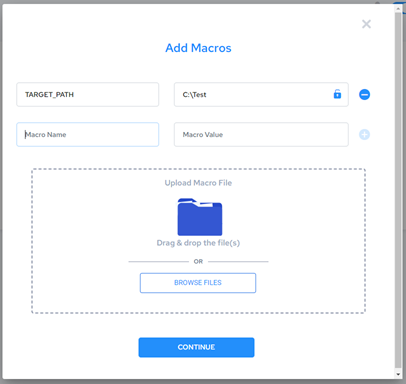 Add Macros
TARGET_PATH
C:\Test
Macro Name
Macro Value
Upload Macro File
Drag & drop the file(s)
OR
BROWSE FILES
CONTINUE